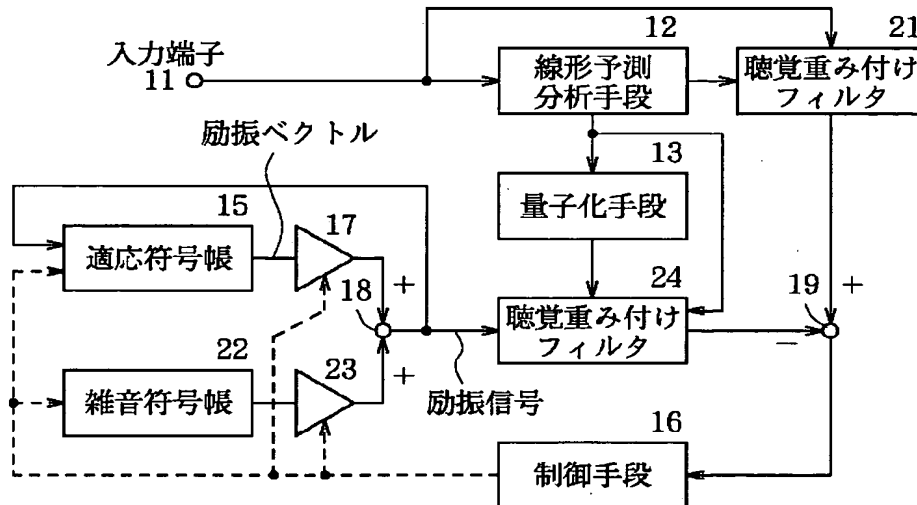 入力端子
11
12
線形予測
分析手段
21
聴覚重み付け
フィルタ
励振ベクトル
13
量子化手段
15
適応符号帳
17
18
+
+
24
聴覚重み付け
フィルタ
19
+
−
励振信号
22
雑音符号帳
23
16
制御手段